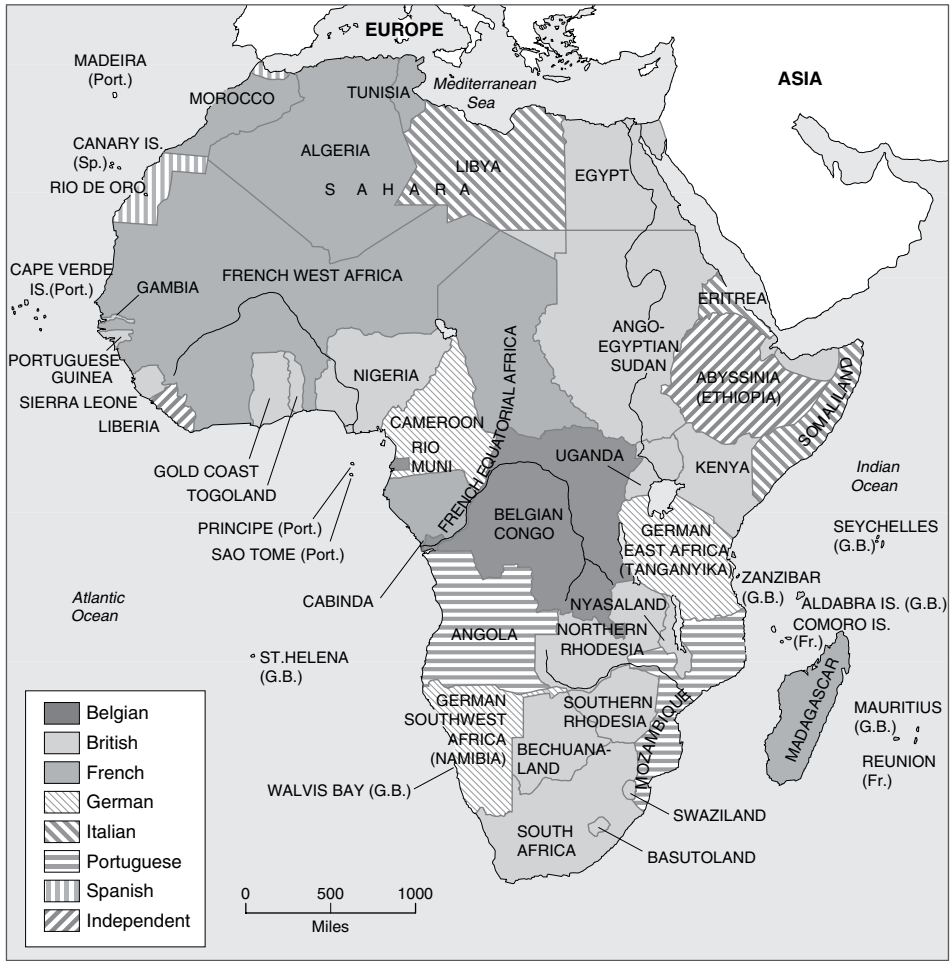 EUROPE
ASIA
MADEIRA
(Port.)
Mediterranean
Sea
MOROCCO
TUNISIA
CANARY IS.
(Sp.)
ALGERIA
LIBYA
EGYPT
RIO DE ORO
SAHARA
CAPE VERDE
IS.(Port.)
GAMBIA
FRENCH WEST AFRICA
ERITREA
PORTUGUESE
GUINEA
ANGO-
EGYPTIAN
SUDAN
NIGERIA
FRENCH EQUATORIAL AFRICA
ABYSSINIA
(ETHIOPIA)
SOMALILAND
SIERRA LEONE
LIBERIA
CAMEROON
RIO
MUNI
UGANDA
KENYA
GOLD COAST
TOGOLAND
Indian
Ocean
PRINCIPE (Port.)
SAO TOME (Port.)
BELGIAN
CONGO
GERMAN
EAST AFRICA
(TANGANYIKA)
SEYCHELLES
(G.B.)
ZANZIBAR
(G.B.)
Atlantic
Ocean
CABINDA
NYASALAND
ALDABRA IS. (G.B.)
COMORO IS.
(Fr.)
ANGOLA
NORTHERN
RHODESIA
ST.HELENA
(G.B.)
MADAGASCAR
GERMAN
SOUTHWEST
AFRICA
(NAMIBIA)
SOUTHERN
RHODESIA
MOZAMBIQUE
MAURITIUS
(G.B.)
BECHUANA-
LAND
REUNION
(Fr.)
WALVIS BAY (G.B.)
SWAZILAND
SOUTH
AFRICA
BASUTOLAND
Belgian
British
French
German
Italian
Portuguese
Spanish
Independent
0 500 1000
Miles